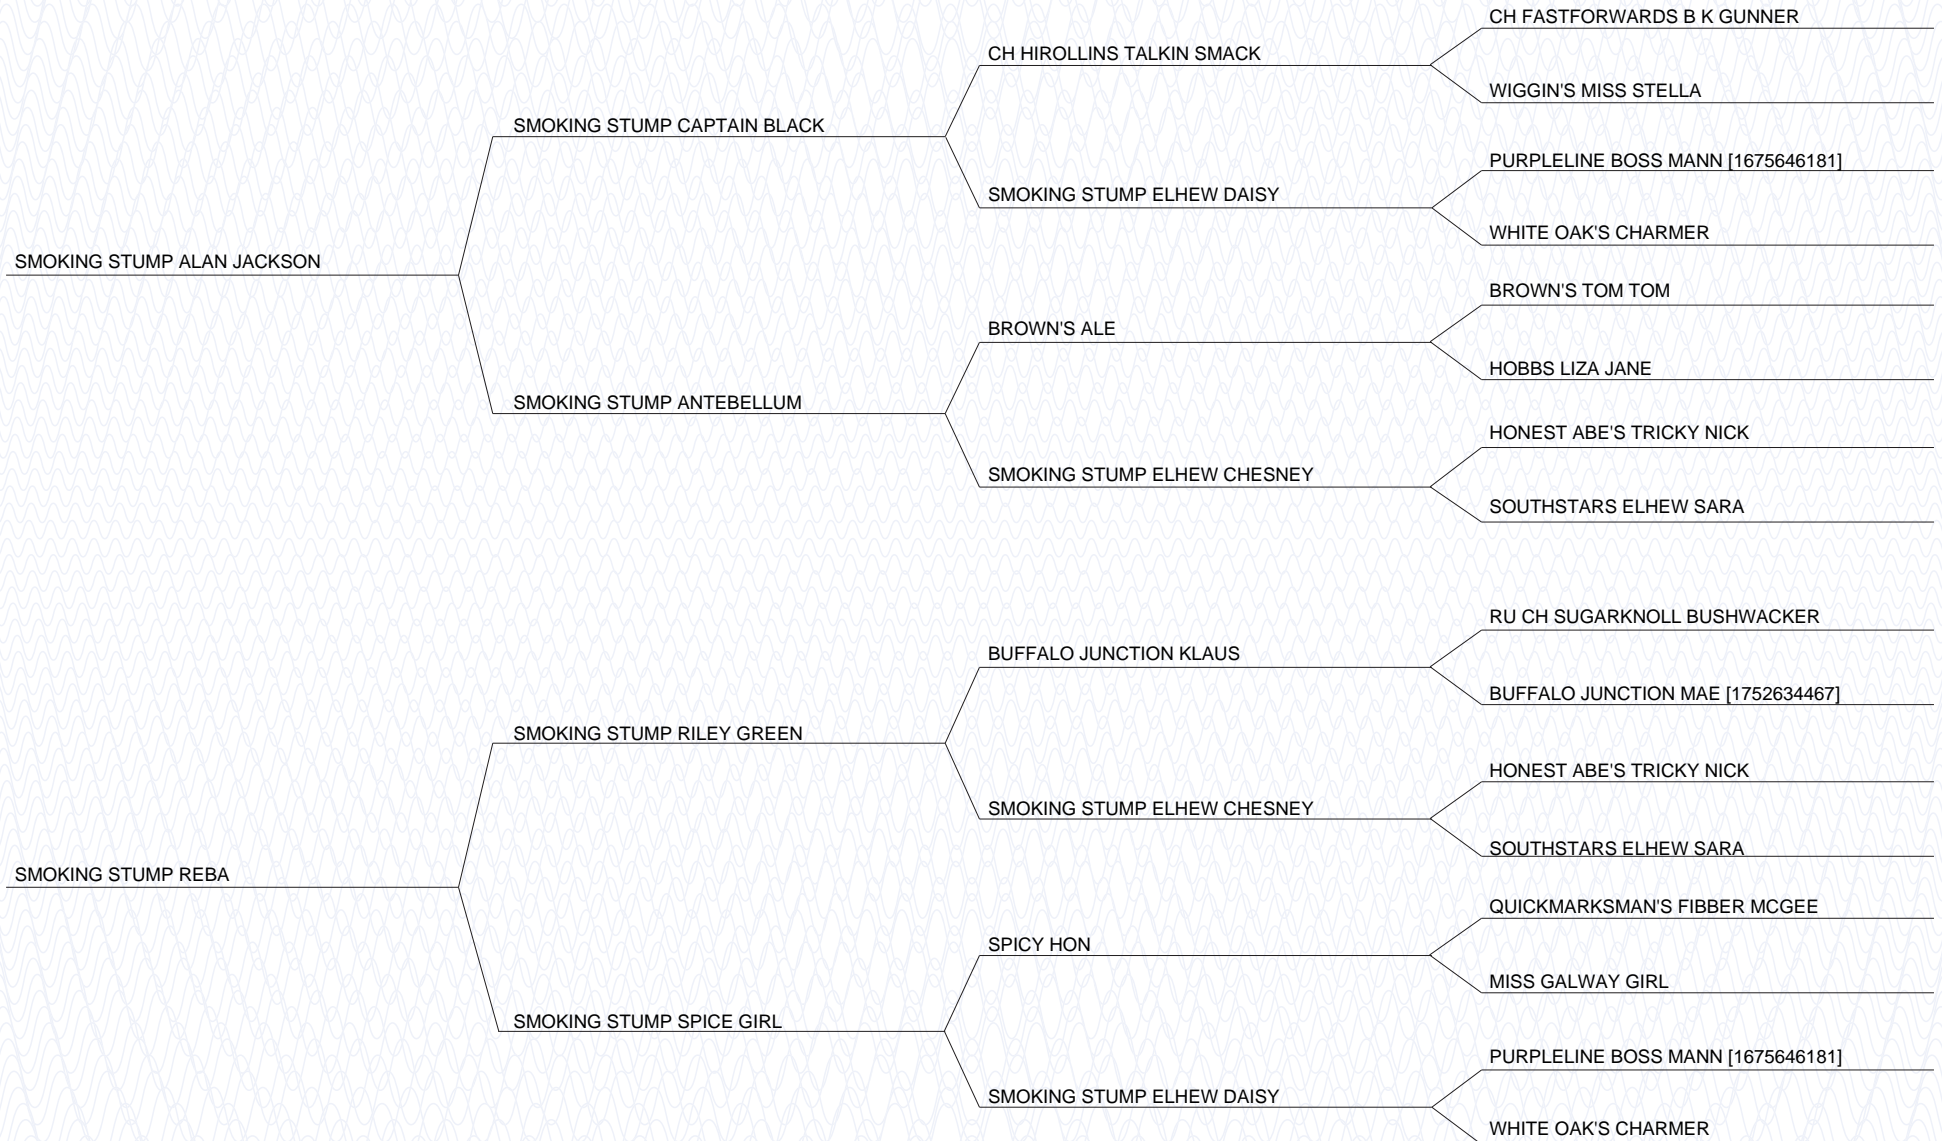 CH FASTFORWARDS B K GUNNER
CH HIROLLINS TALKIN SMACK
WIGGIN'S MISS STELLA
SMOKING STUMP CAPTAIN BLACK
PURPLELINE BOSS MANN [1675646181]
SMOKING STUMP ELHEW DAISY
WHITE OAK'S CHARMER
SMOKING STUMP ALAN JACKSON
BROWN'S TOM TOM
BROWN'S ALE
HOBBS LIZA JANE
SMOKING STUMP ANTEBELLUM
HONEST ABE'S TRICKY NICK
SMOKING STUMP ELHEW CHESNEY
SOUTHSTARS ELHEW SARA
RU CH SUGARKNOLL BUSHWACKER
BUFFALO JUNCTION KLAUS
BUFFALO JUNCTION MAE [1752634467]
SMOKING STUMP RILEY GREEN
HONEST ABE'S TRICKY NICK
SMOKING STUMP ELHEW CHESNEY
SOUTHSTARS ELHEW SARA
SMOKING STUMP REBA
QUICKMARKSMAN'S FIBBER MCGEE
SPICY HON
MISS GALWAY GIRL
SMOKING STUMP SPICE GIRL
PURPLELINE BOSS MANN [1675646181]
SMOKING STUMP ELHEW DAISY
WHITE OAK'S CHARMER